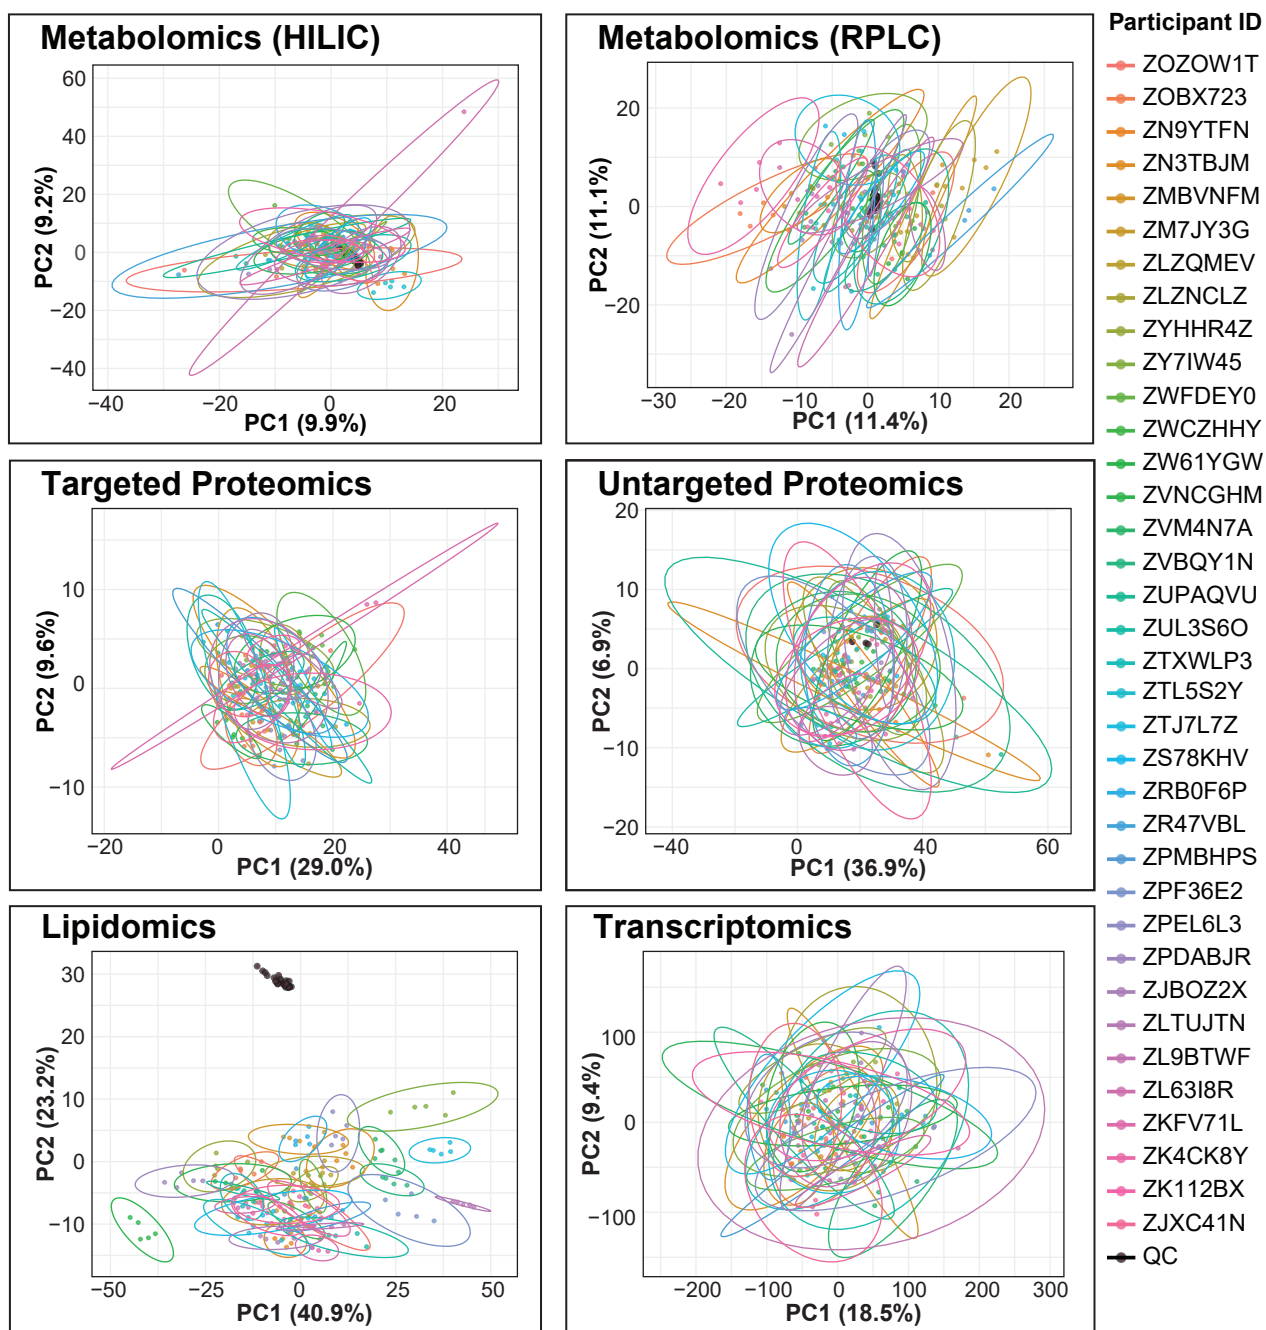 Metabolomics (HILIC)
60
40
20
0
−20
−40
−40
−20
0
20
PC2 (9.2%)
PC1 (9.9%)
Metabolomics (RPLC)
20
0
−20
−30
−20
−10
0
10
20
PC2 (11.1%)
PC1 (11.4%)
Targeted Proteomics
10
0
−10
−20
0
20
40
PC2 (9.6%)
PC1 (29.0%)
Untargeted Proteomics
20
10
0
−10
−20
−40
0
40
60
PC2 (6.9%)
PC1 (36.9%)
Lipidomics
30
20
10
0
−10
−50
−25
0
25
50
PC2 (23.2%)
PC1 (40.9%)
Transcriptomics
100
0
−100
−200
−100
0
100
200
300
PC2 (9.4%)
PC1 (18.5%)
Participant ID
ZOZOW1T
ZOBX723
ZN9YTFN
ZN3TBJM
ZMBVNFM
ZM7JY3G
ZLZQMEV
ZLZNCLZ
ZYHHR4Z
ZY7IW45
ZWFDEY0
ZWCZHHY
ZW61YGW
ZVNCGHM
ZVM4N7A
ZVBQY1N
ZUPAQVU
ZUL3S6O
ZTXWLP3
ZTL5S2Y
ZTJ7L7Z
ZS78KHV
ZRB0F6P
ZR47VBL
ZPMBHPS
ZPF36E2
ZPEL6L3
ZPDABJR
ZJBOZ2X
ZLTUJTN
ZL9BTWF
ZL63I8R
ZKFV71L
ZK4CK8Y
ZK112BX
ZJXC41N
QC